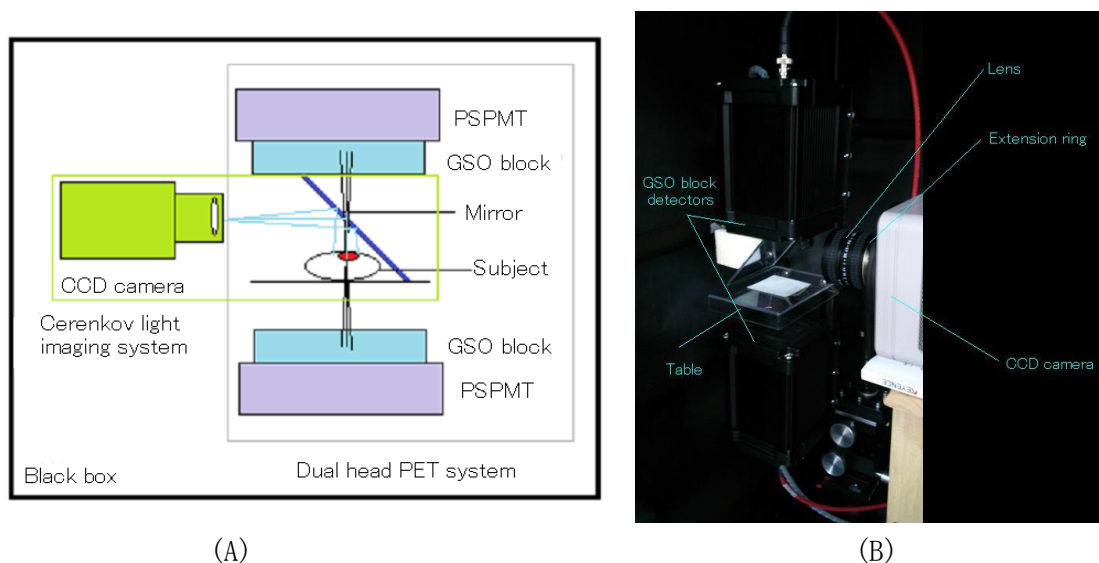 PSPMT
GSO block
Mirror
Subject
CCD camera
Cerenkov light
imaging system
GSO block
PSPMT
Black box
Dual head PET system
(A)
Lens
Extension ring
GSO block
detectors
Table
CCD camera
KEYENCE
(B)